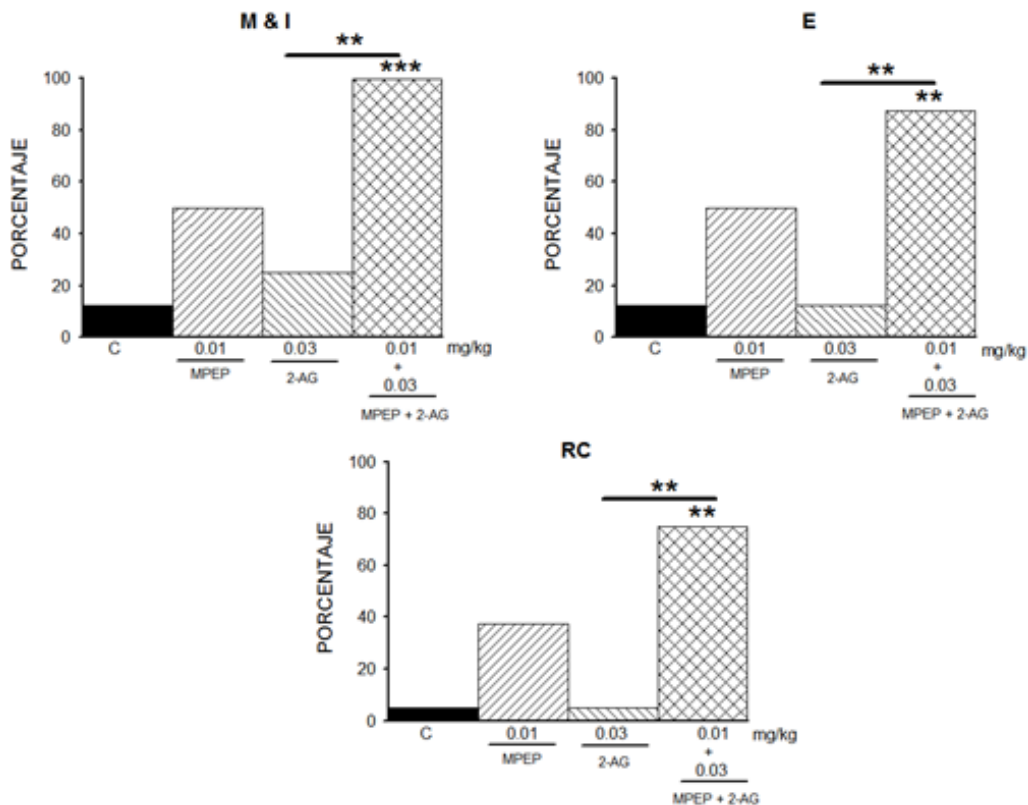 M & I
**
***
100
80
60
40
20
0
PORCENTAJE
C 0.01 0.03 0.01 mg/kg
MPEP 2-AG +
0.03
MPEP + 2-AG
E
**
**
100
80
60
40
20
0
PORCENTAJE
C 0.01 0.03 0.01 mg/kg
MPEP 2-AG +
0.03
MPEP + 2-AG
RC
**
**
100
80
60
40
20
0
PORCENTAJE
C 0.01 0.03 0.01 mg/kg
MPEP 2-AG +
0.03
MPEP + 2-AG